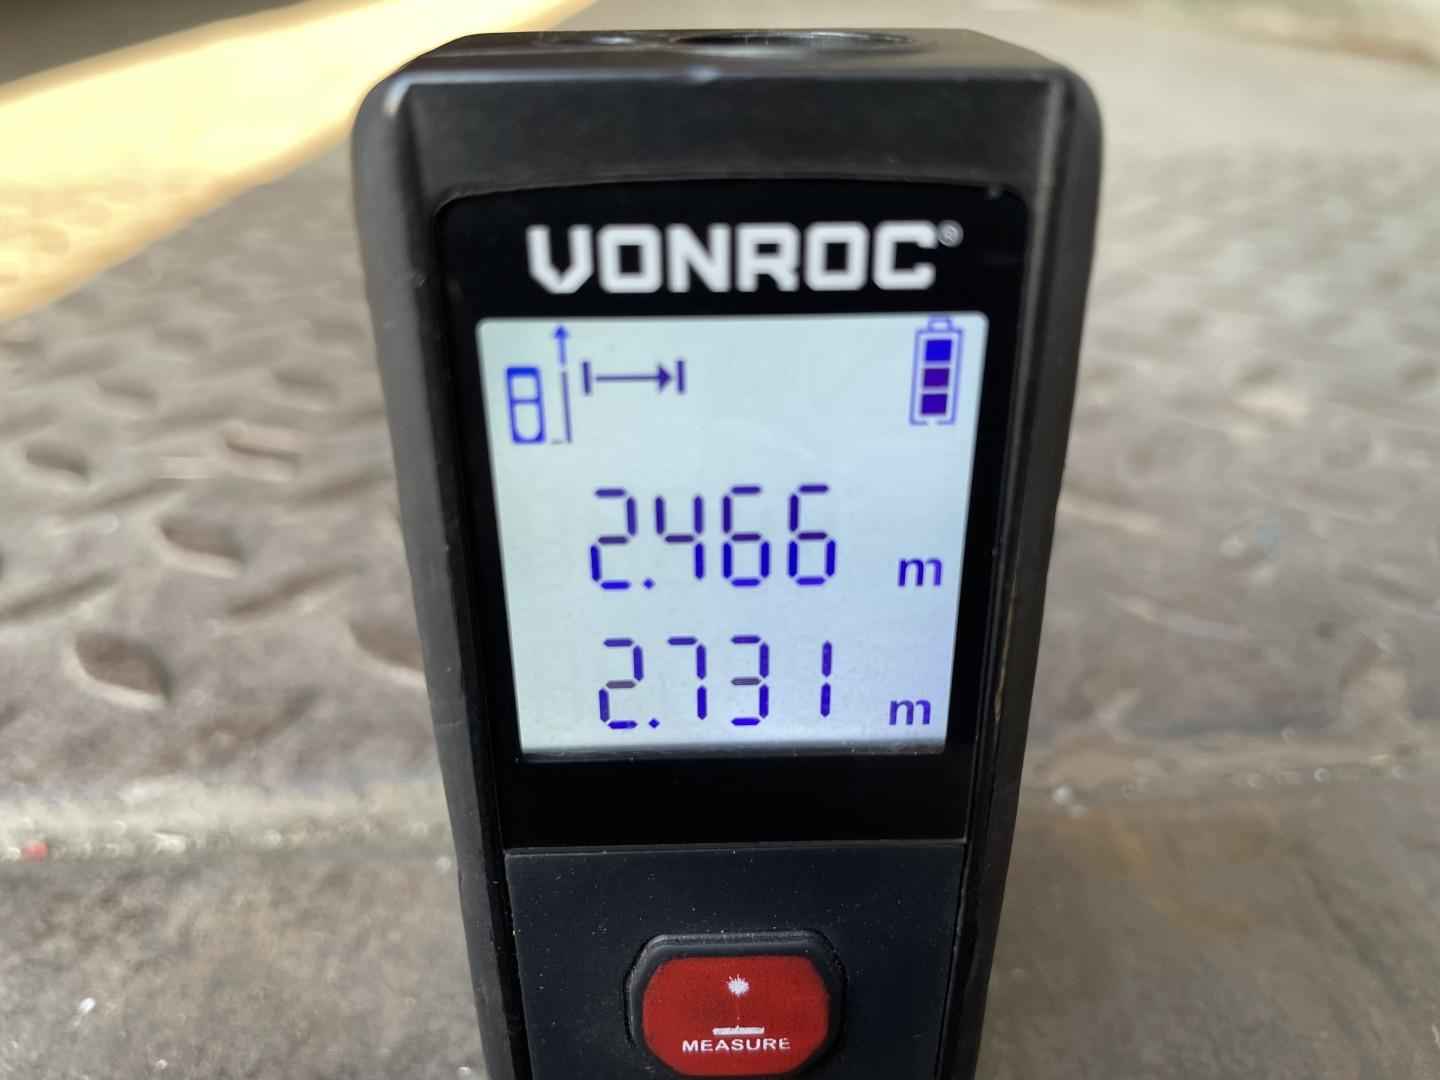 VONROC®
2.466 m
2.731 m
MEASURE